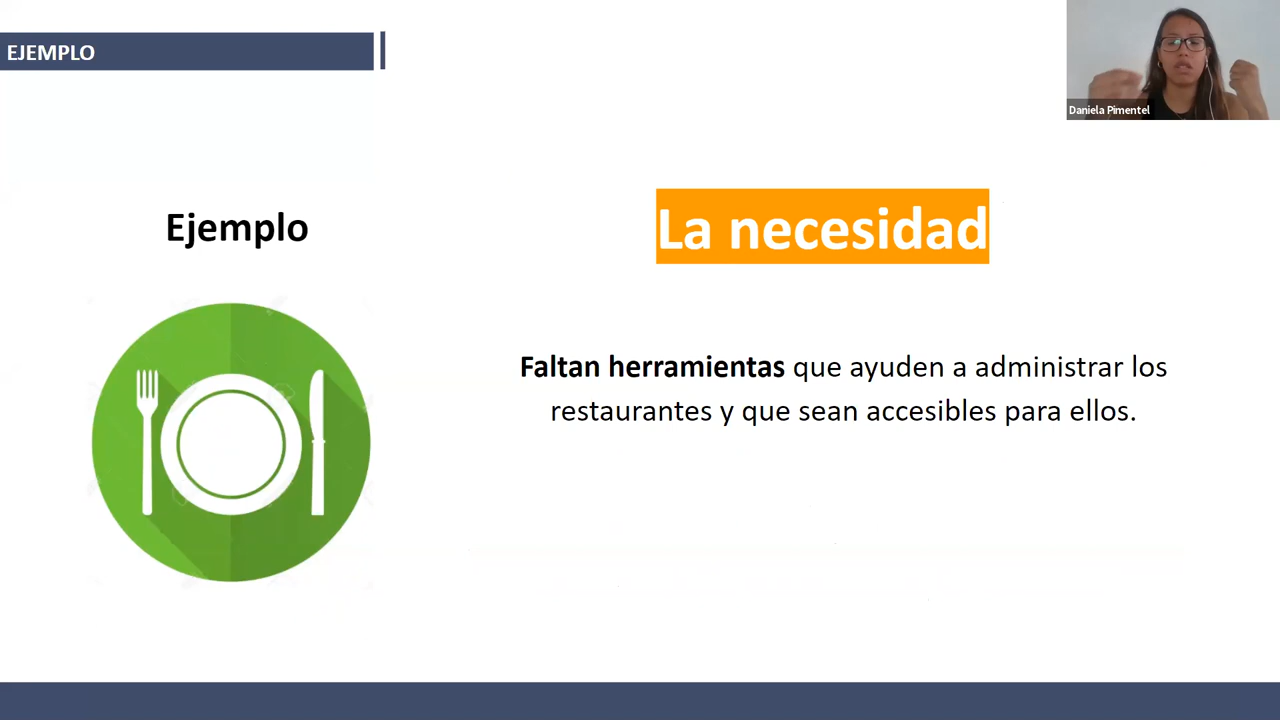 EJEMPLO
Daniela Pimentel
Ejemplo
La necesidad
Faltan herramientas que ayuden a administrar los
restaurantes y que sean accesibles para ellos.